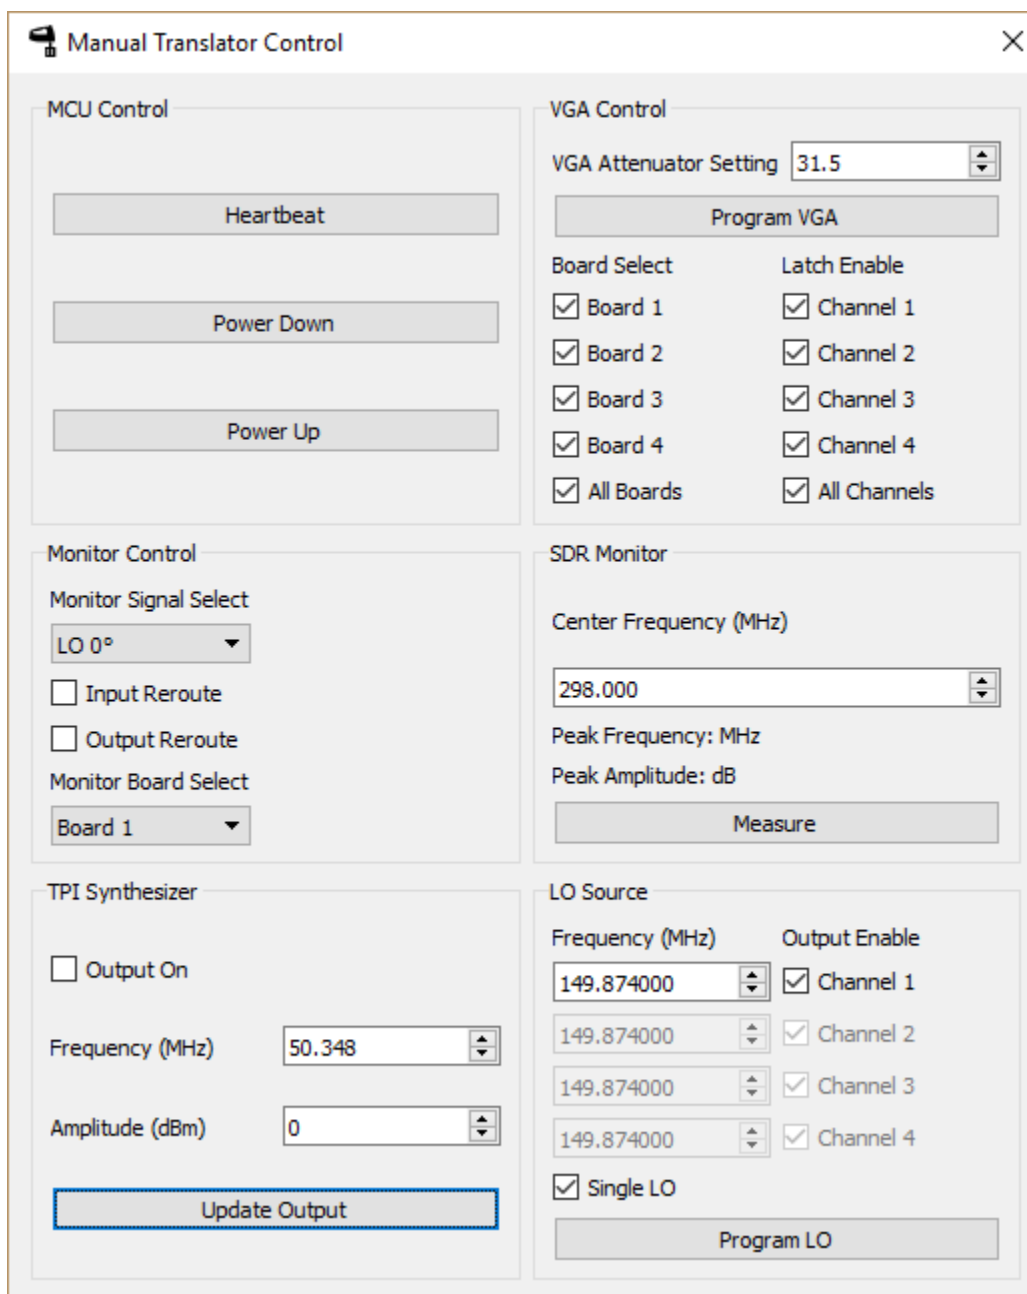 Manual Translator Control
MCU Control
Heartbeat
Power Down
Power Up
VGA Control
VGA Attenuator Setting 31.5
Program VGA
Board Select Latch Enable
Board 1 Channel 1
Board 2 Channel 2
Board 3 Channel 3
Board 4 Channel 4
All Boards All Channels
Monitor Control
Monitor Signal Select
LO 0°
Input Reroute
Output Reroute
Monitor Board Select
Board 1
SDR Monitor
Center Frequency (MHz)
298.000
Peak Frequency: MHz
Peak Amplitude: dB
Measure
TPI Synthesizer
Output On
Frequency (MHz) 50.348
Amplitude (dBm) 0
Update Output
LO Source
Frequency (MHz) Output Enable
149.874000 Channel 1
149.874000 Channel 2
149.874000 Channel 3
149.874000 Channel 4
Single LO
Program LO